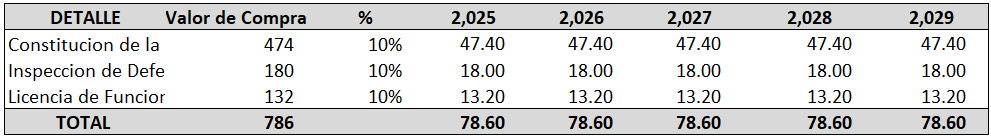 DETALLE Valor de Compra % 2,025 2,026 2,027 2,028 2,029
Constitucion de la 474 10% 47.40 47.40 47.40 47.40 47.40
Inspeccion de Defe 180 10% 18.00 18.00 18.00 18.00 18.00
Licencia de Funcior 132 10% 13.20 13.20 13.20 13.20 13.20
TOTAL 786 78.60 78.60 78.60 78.60 78.60